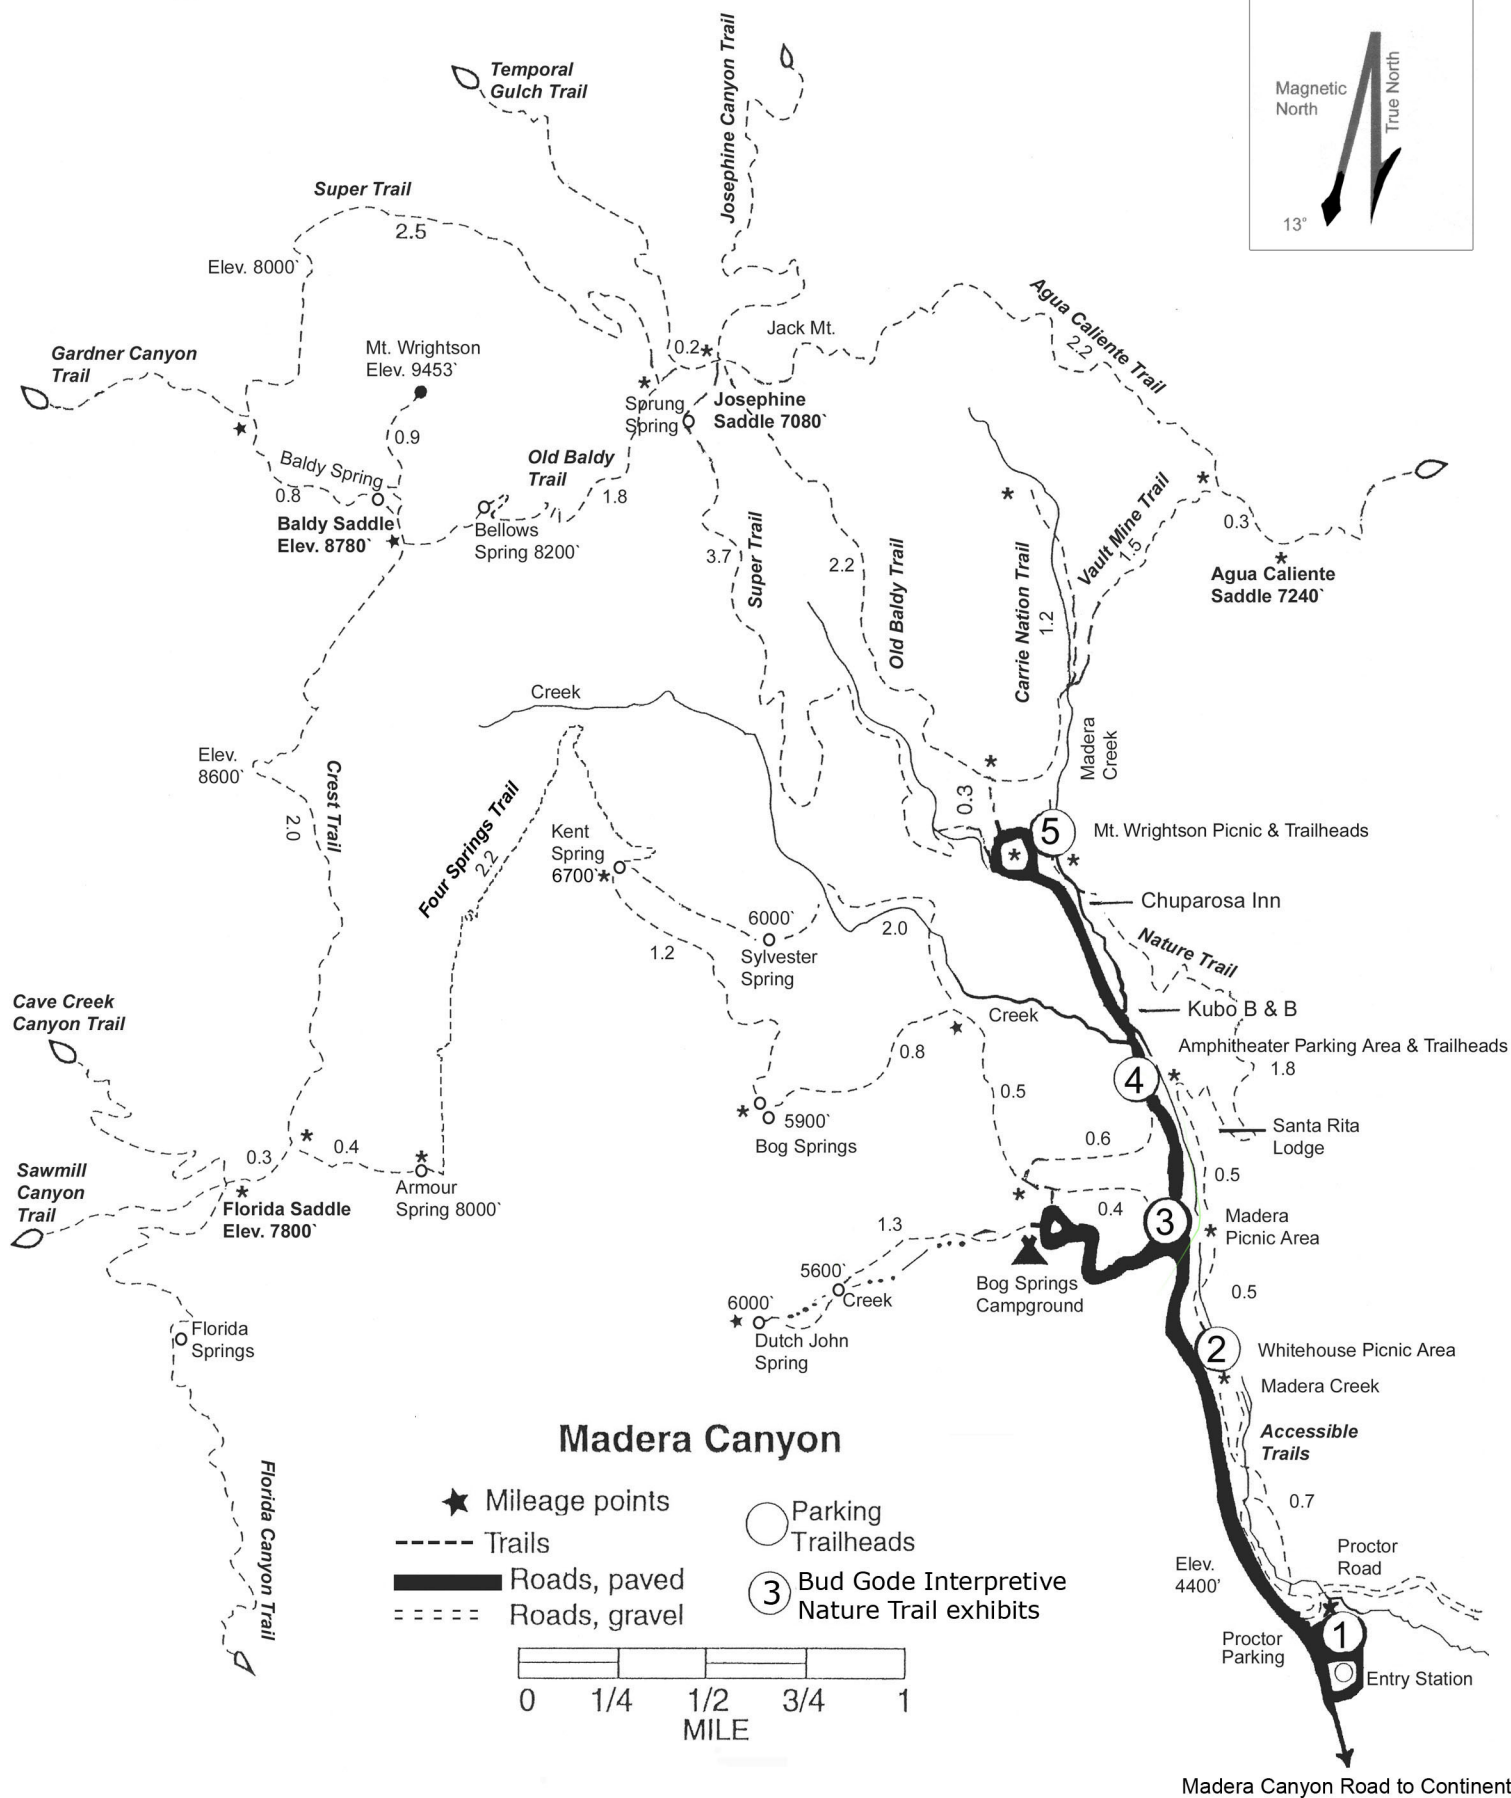 Temporal
Gulch Trail
Josephine Canyon Trail
Magnetic
North
True North
13°
Super Trail
2.5
Elev. 8000`
Agua Caliente Trail
2.2
Jack Mt.
0.2
Gardner Canyon
Trail
Mt. Wrightson
Elev. 9453`
0.9
Sprung
Spring
Josephine
Saddle 7080`
Baldy Spring
0.8
Baldy Saddle
Elev. 8780`
Old Baldy
Trail
1.8
Bellows
Spring 8200`
3.7
Super Trail
2.2
Old Baldy Trail
Carrie Nation Trail
1.2
Vault Mine Trail
1.5
0.3
Agua Caliente
Saddle 7240`
Creek
Elev.
8600`
Crest Trail
2.0
Four Springs Trail
2.2
Kent
Spring
6700`
Madera
Creek
0.3
5
Mt. Wrightson Picnic & Trailheads
Chuparosa Inn
Nature Trail
1.2
6000`
Sylvester
Spring
2.0
Kubo B & B
Creek
Cave Creek
Canyon Trail
0.8
Amphitheater Parking Area & Trailheads
1.8
4
0.5
5900`
Bog Springs
0.6
Santa Rita
Lodge
0.3
0.4
Armour
Spring 8000`
Sawmill
Canyon
Trail
Florida Saddle
Elev. 7800`
0.5
0.4
3
Madera
Picnic Area
1.3
5600`
Creek
Bog Springs
Campground
0.5
6000`
Dutch John
Spring
Florida
Springs
2
Whitehouse Picnic Area
Madera Creek
Accessible
Trails
0.7
Florida Canyon Trail
Elev.
4400'
Proctor
Road
1
Proctor
Parking
Entry Station
Madera Canyon
Mileage points
Trails
Roads, paved
Roads, gravel
Parking
Trailheads
3
Bud Gode Interpretive
Nature Trail exhibits
0 1/4 1/2 3/4 1
MILE
Madera Canyon Road to Continent